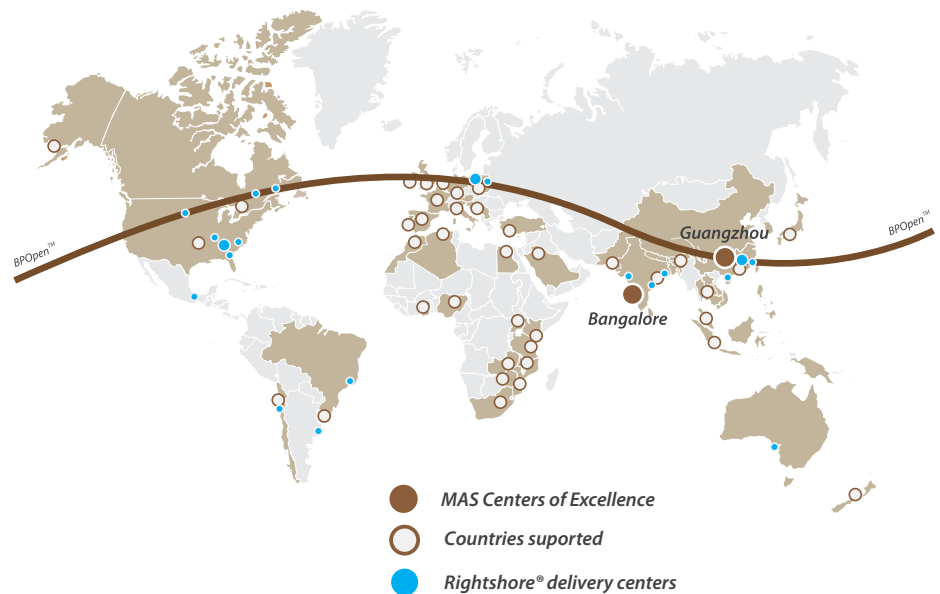 BPOpen™
BPOpen™
Guangzhou
Bangalore
MAS Centers of Excellence
Countries suported
Rightshore® delivery centers